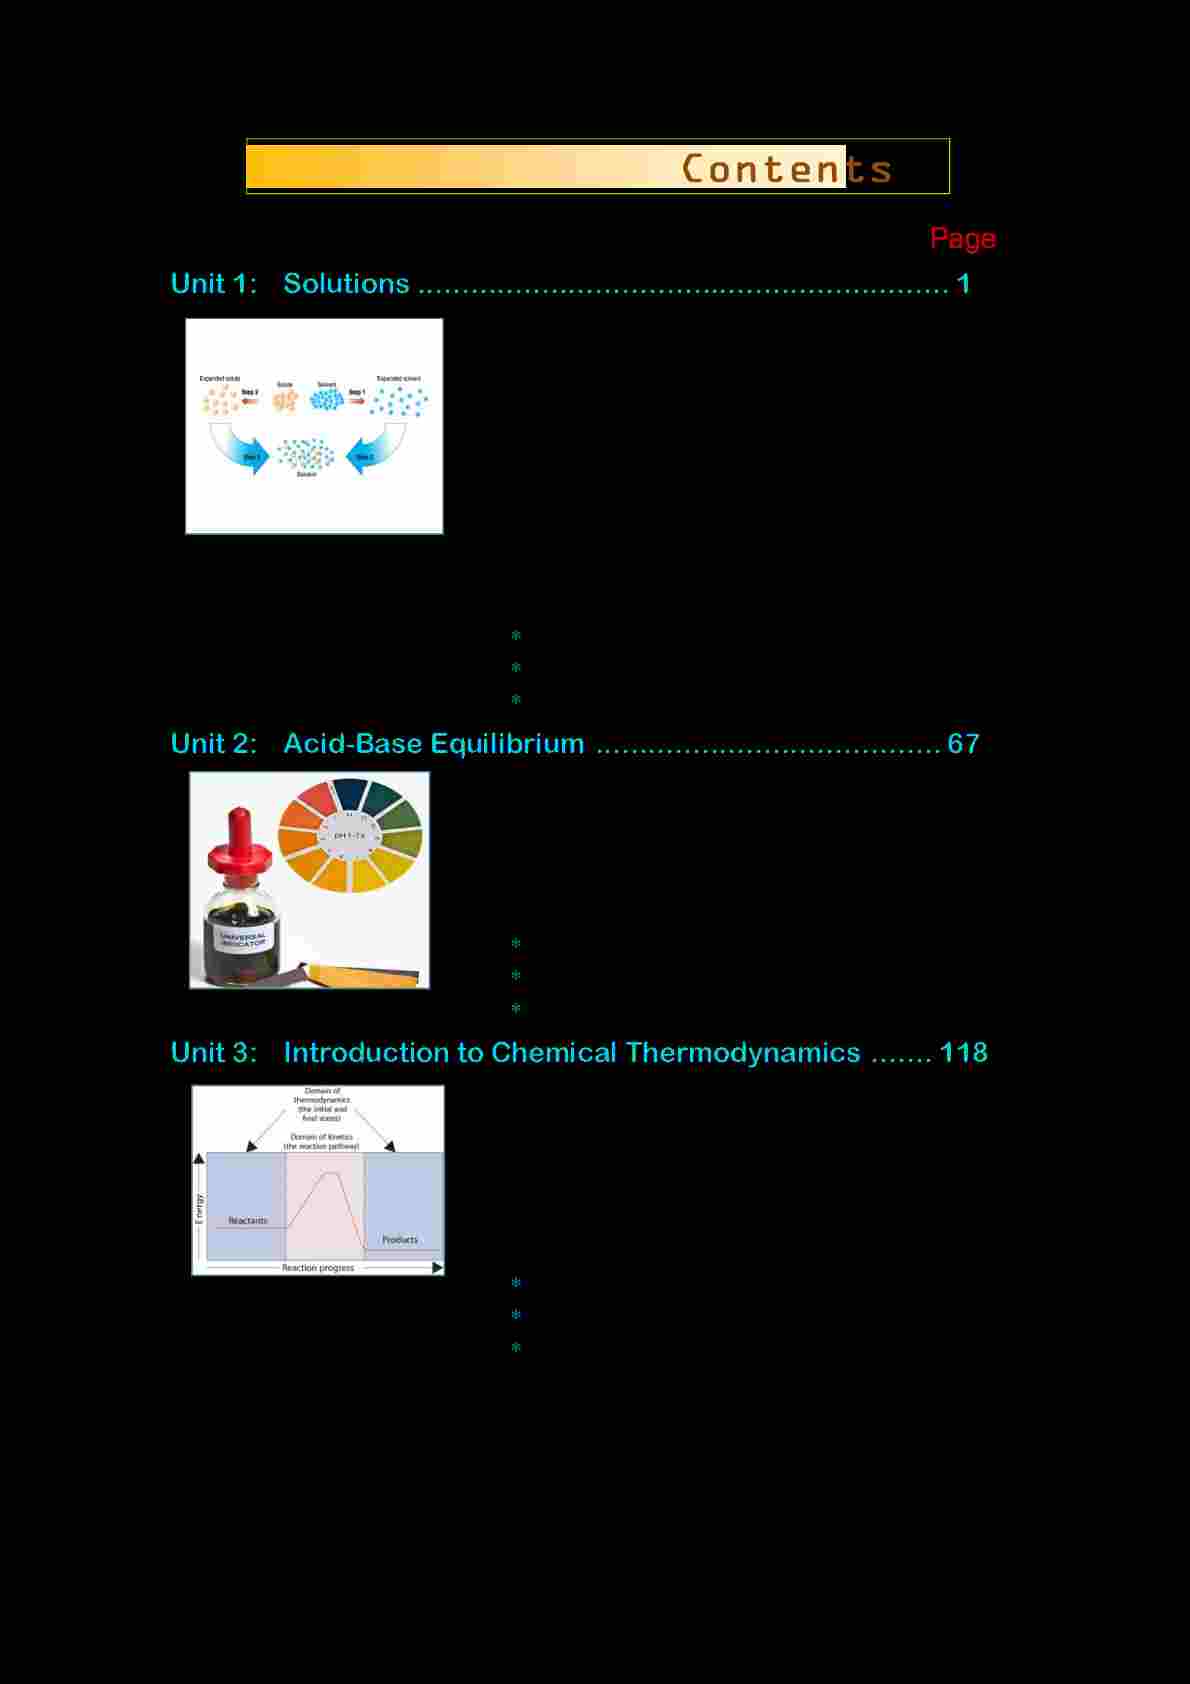 Contents
Page
Unit 1: Solutions ............................................................ 1
Expanded solute
Solute
Solvent
Expanded solvent
Step 2
Step 1
Step 3
Step 3
Solution
*
*
*
Unit 2: Acid-Base Equilibrium ....................................... 67
pH 1-14
UNIVERSAL
INDICATOR
*
*
*
Unit 3: Introduction to Chemical Thermodynamics ....... 118
Domain of
thermodynamics
(the initial and
final states)
Domain of kinetics
(the reaction pathway)
Energy
Reactants
Products
Reaction progress
*
*
*